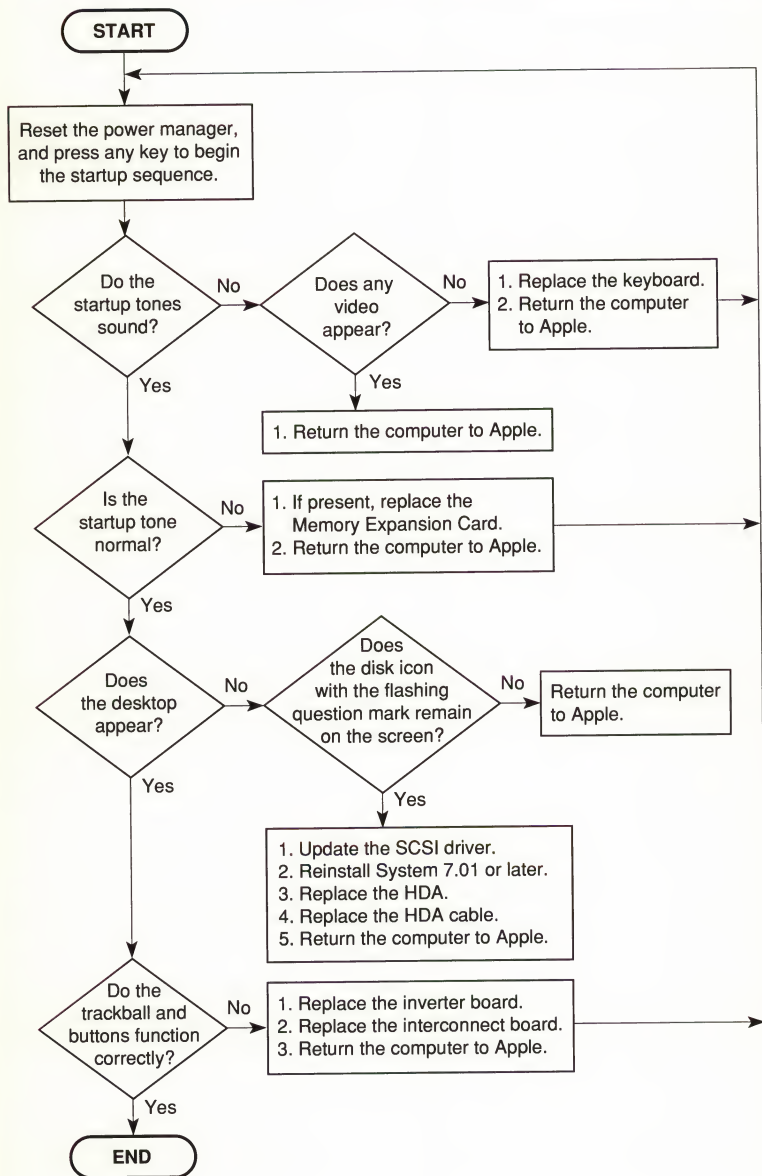 START
Reset the power manager,
and press any key to begin
the startup sequence.
Do the
startup tones
sound?
No
Does any
video
appear?
No
1. Replace the keyboard.
2. Return the computer
to Apple.
Yes
Yes
1. Return the computer to Apple.
Is the
startup tone
normal?
No
1. If present, replace the
Memory Expansion Card.
2. Return the computer to Apple.
Yes
Does
the desktop
appear?
No
Does
the disk icon
with the flashing
question mark remain
on the screen?
No
Return the computer
to Apple.
Yes
Yes
1. Update the SCSI driver.
2. Reinstall System 7.01 or later.
3. Replace the HDA.
4. Replace the HDA cable.
5. Return the computer to Apple.
Do the
trackball and
buttons function
correctly?
No
1. Replace the inverter board.
2. Replace the interconnect board.
3. Return the computer to Apple.
Yes
END